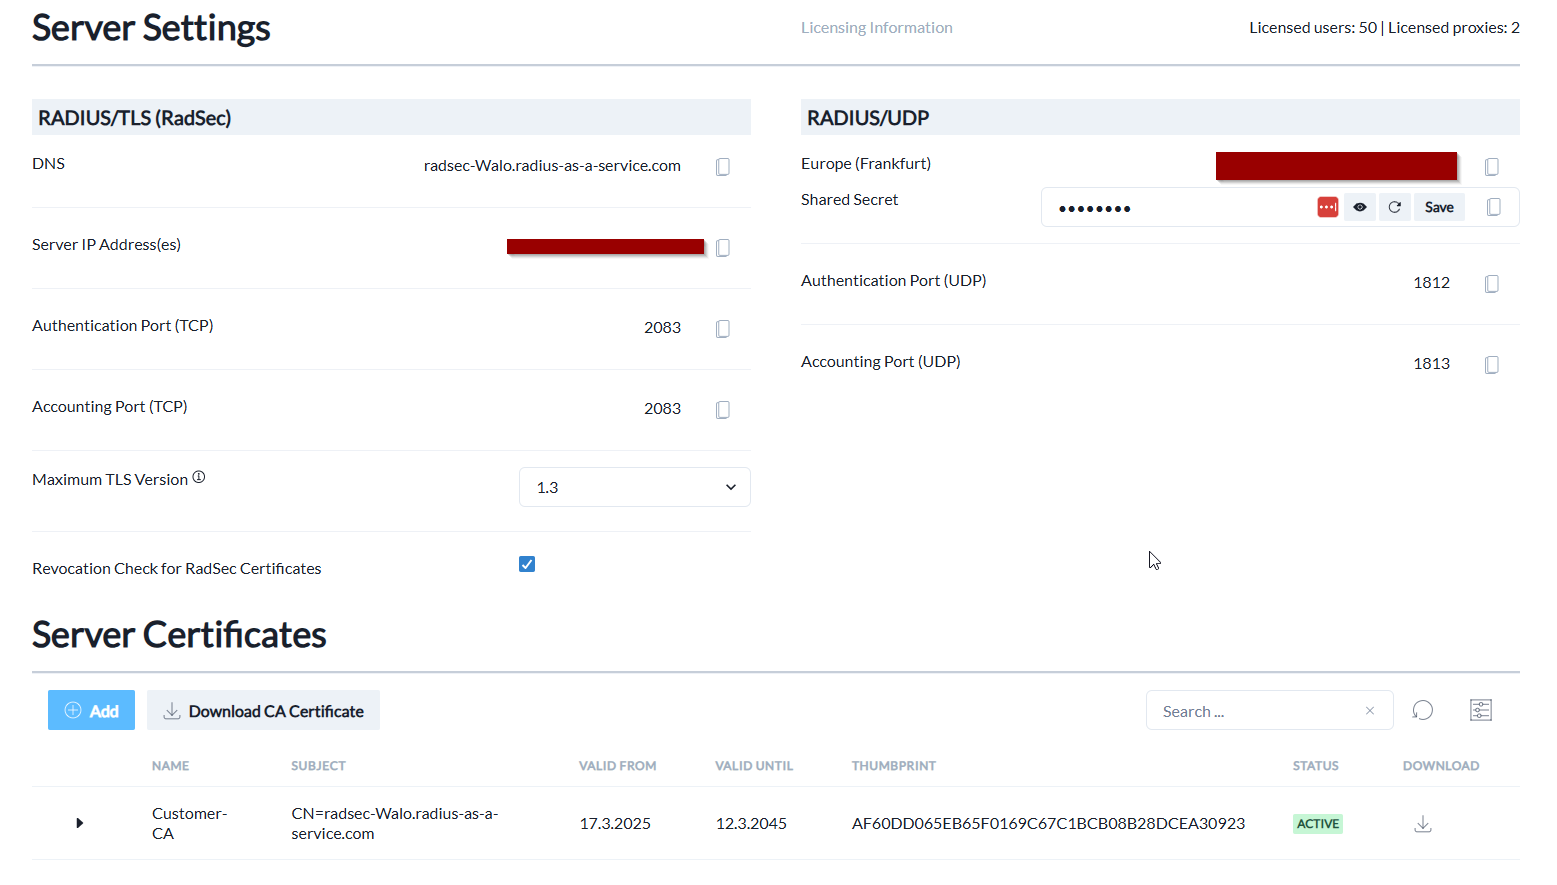 Server Settings
Licensing Information
Licensed users: 50 | Licensed proxies: 2
RADIUS/TLS (RadSec)
DNS
radsec-Walo.radius-as-a-service.com
Server IP Address(es)
Authentication Port (TCP)
2083
Accounting Port (TCP)
2083
Maximum TLS Version
1.3
Revocation Check for RadSec Certificates
RADIUS/UDP
Europe (Frankfurt)
Shared Secret
Save
Authentication Port (UDP)
1812
Accounting Port (UDP)
1813
Server Certificates
Add
Download CA Certificate
Search ...
NAME
SUBJECT
VALID FROM
VALID UNTIL
THUMBPRINT
STATUS
DOWNLOAD
Customer-
CA
CN=radsec-Walo.radius-as-a-
service.com
17.3.2025
12.3.2045
AF60DD065EB65F0169C67C1BCB08B28DCEA30923
ACTIVE